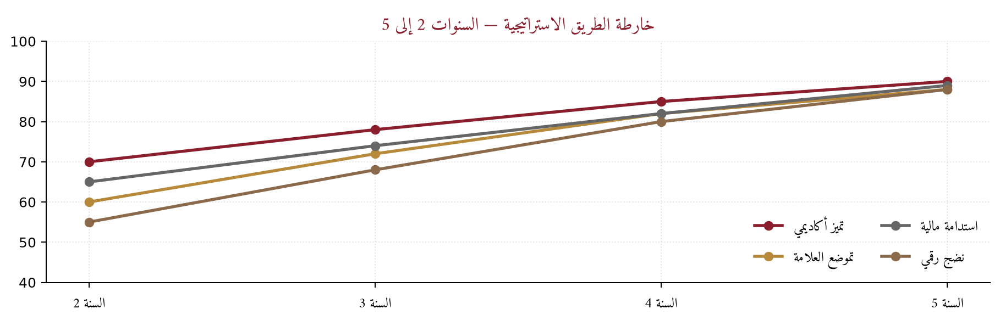 خارطة الطريق الاستراتيجية — السنوات 2 إلى 5
100
90
80
70
60
50
40
تميز أكاديمي
استدامة مالية
تموضع العلامة
نضج رقمي
السنة 2
السنة 3
السنة 4
السنة 5